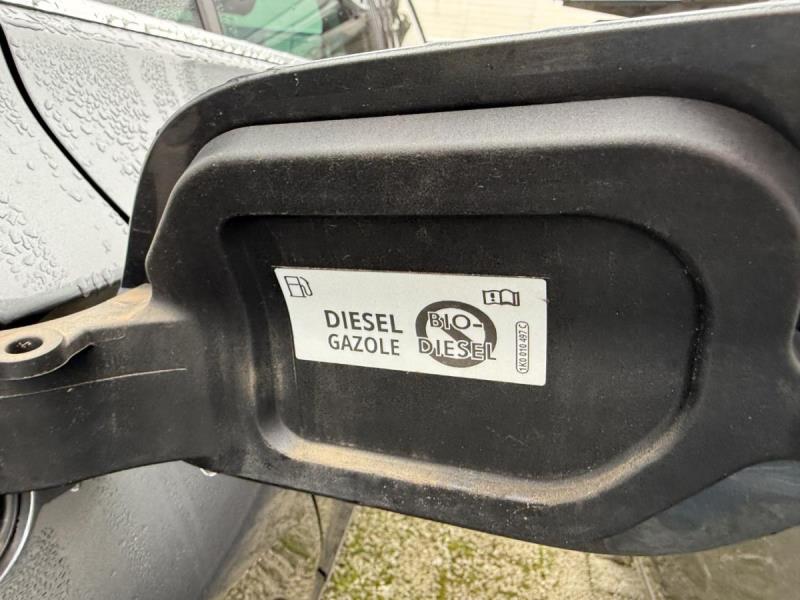 DIESEL
GAZOLE
BIO-
DIESEL
1K0 010 497 C